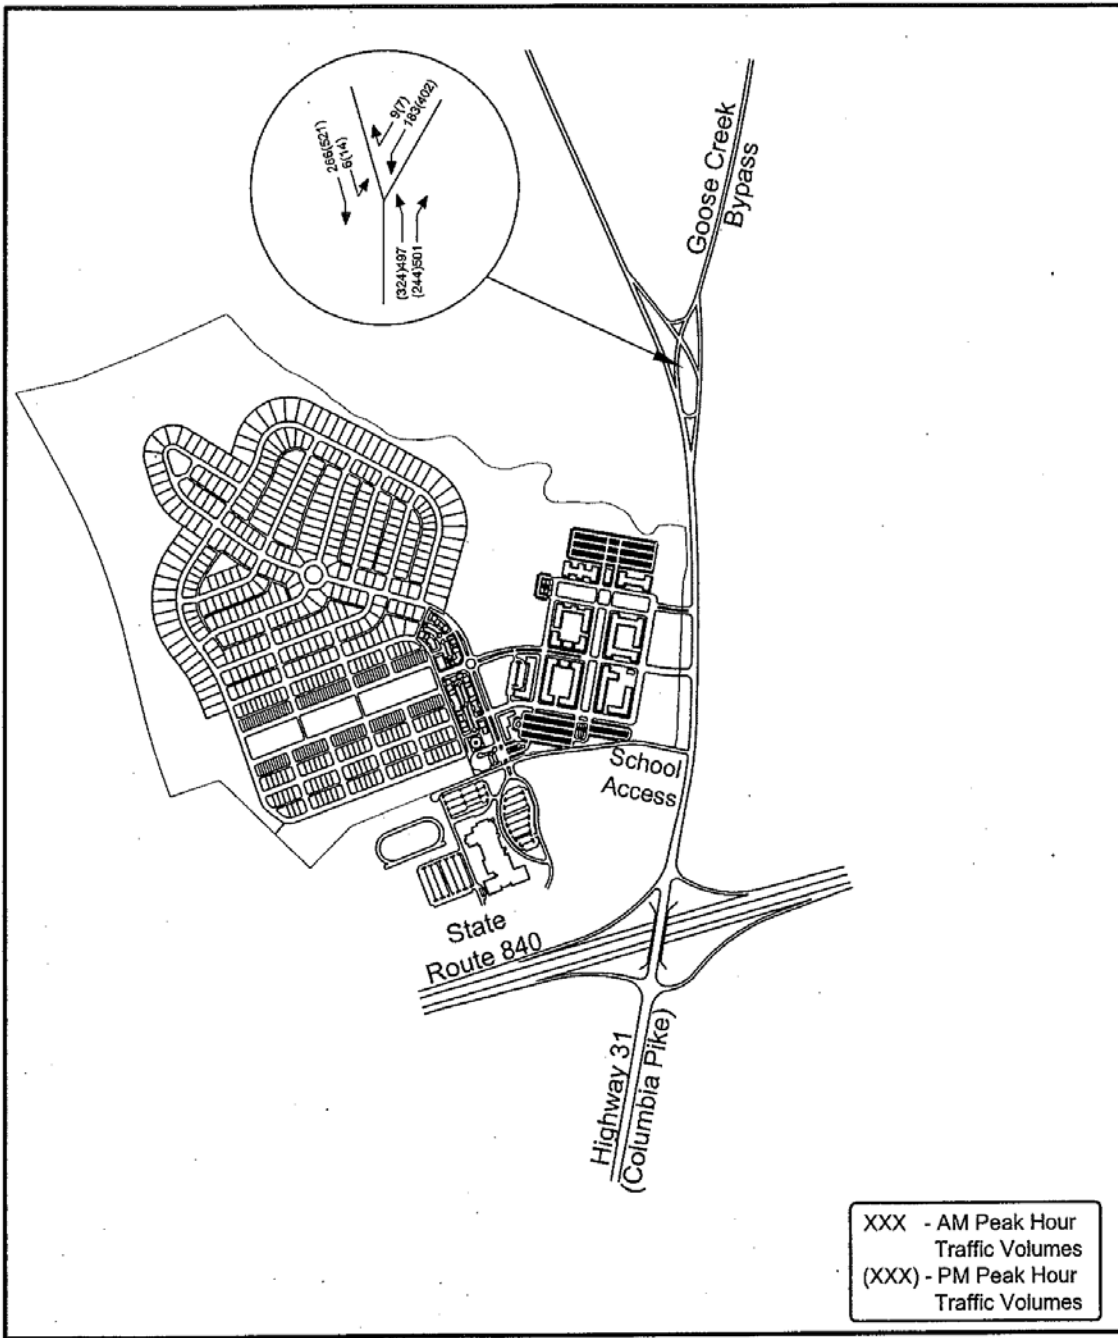 266(521)
6(14)
9(7)
183(402)
(324)497
(244)501
Goose Creek
Bypass
School
Access
State
Route 840
Highway 31
(Columbia Pike)
XXX - AM Peak Hour
Traffic Volumes
(XXX) - PM Peak Hour
Traffic Volumes